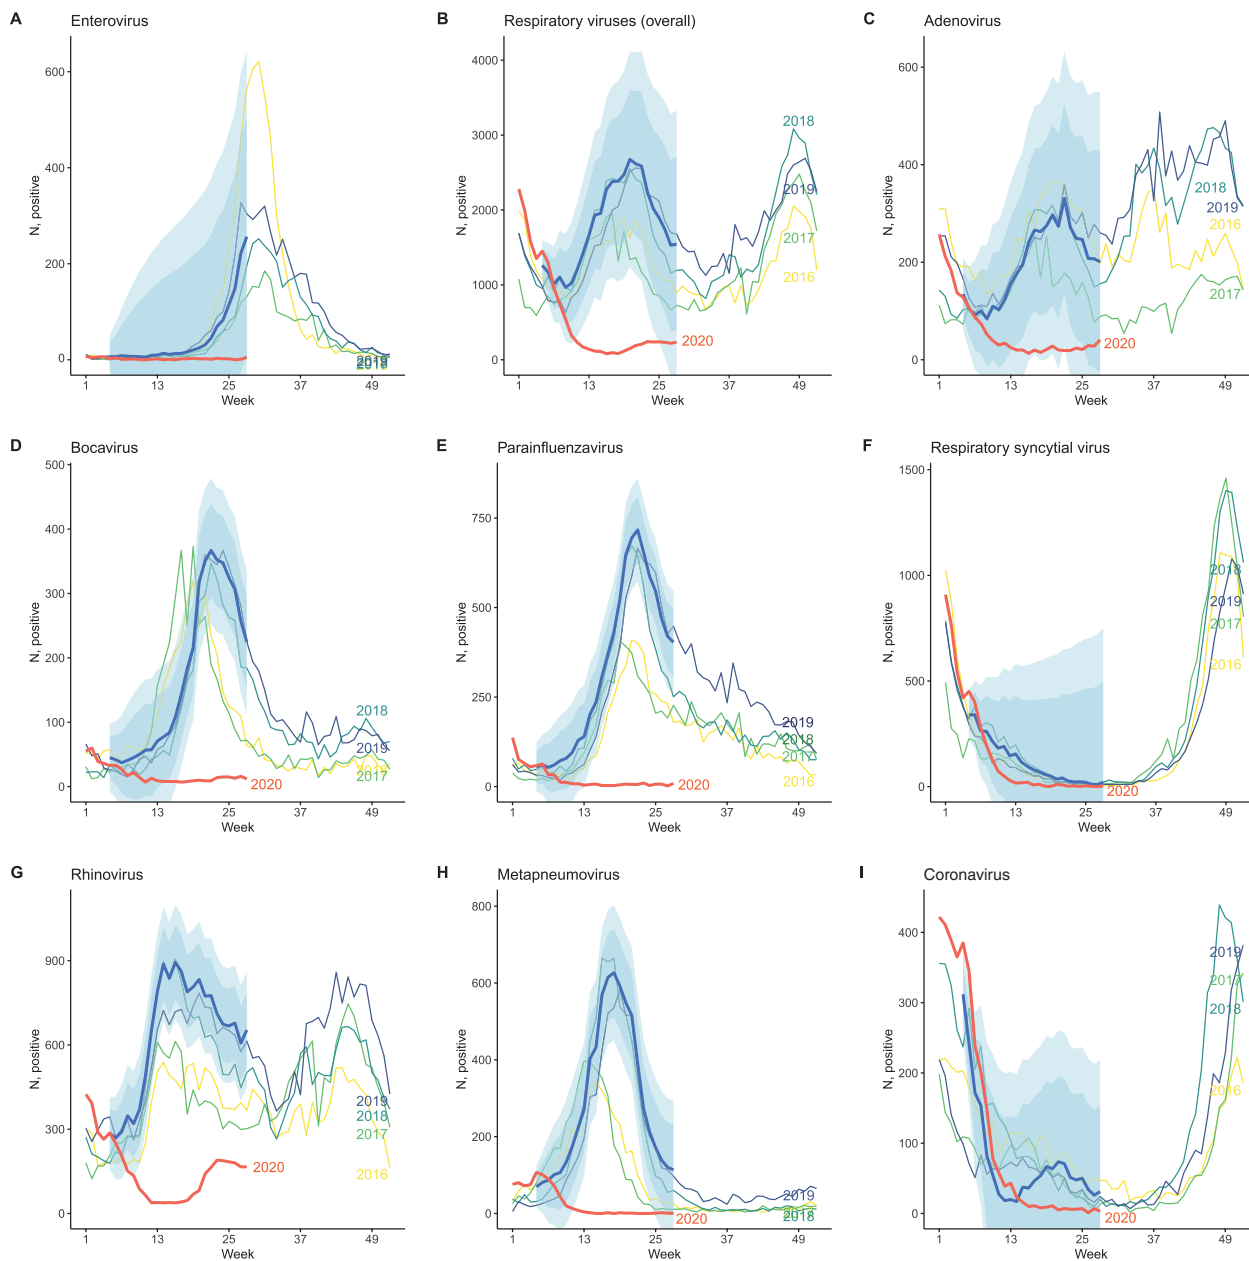 A Enterovirus
N, positive
600
400
200
0
2018
2019
1 13 25 37 49
Week
B Respiratory viruses (overall)
N, positive
4000
3000
2000
1000
0
2018
2019
2017
2016
2020
1 13 25 37 49
Week
C Adenovirus
N, positive
600
400
200
0
2018
2019
2016
2017
2020
1 13 25 37 49
Week
D Bocavirus
N, positive
500
400
300
200
100
0
2018
2019
2017
2020
1 13 25 37 49
Week
E Parainfluenzavirus
N, positive
750
500
250
0
2019
2018
2017
2016
2020
1 13 25 37 49
Week
F Respiratory syncytial virus
N, positive
1500
1000
500
0
2018
2019
2017
2016
2020
1 13 25 37 49
Week
G Rhinovirus
N, positive
900
600
300
0
2019
2018
2017
2016
2020
1 13 25 37 49
Week
H Metapneumovirus
N, positive
800
600
400
200
0
2019
2018
2020
1 13 25 37 49
Week
I Coronavirus
N, positive
400
300
200
100
0
2019
2017
2018
2016
2020
1 13 25 37 49
Week